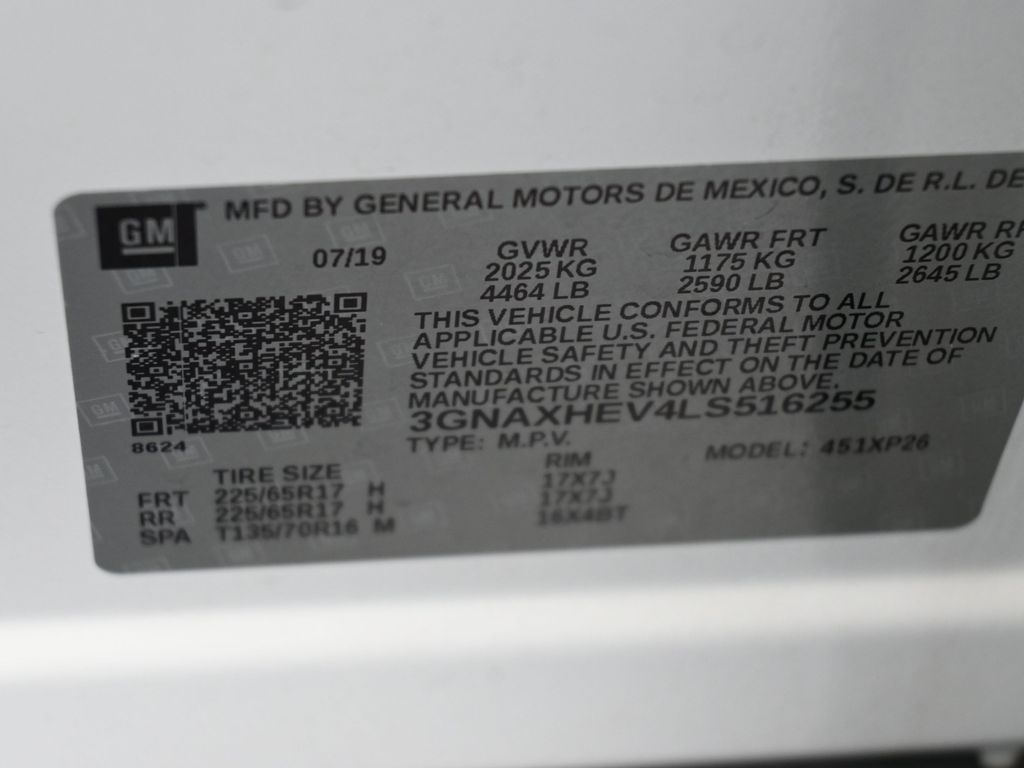 GM
MFD BY GENERAL MOTORS DE MEXICO, S. DE R.L. DE
07/19
GVWR
2025 KG
4464 LB
GAWR FRT
1175 KG
2590 LB
GAWR RR
1200 KG
2645 LB
THIS VEHICLE CONFORMS TO ALL
APPLICABLE U.S. FEDERAL MOTOR
VEHICLE SAFETY AND THEFT PREVENTION
STANDARDS IN EFFECT ON THE DATE OF
MANUFACTURE SHOWN ABOVE.
3GNAXHEV4LS516255
8624
TYPE: M.P.V.
MODEL: 451XP26
TIRE SIZE
RIM
FRT 225/65R17 H 17X7J
RR 225/65R17 H 17X7J
SPA T135/70R16 M 16X4BT